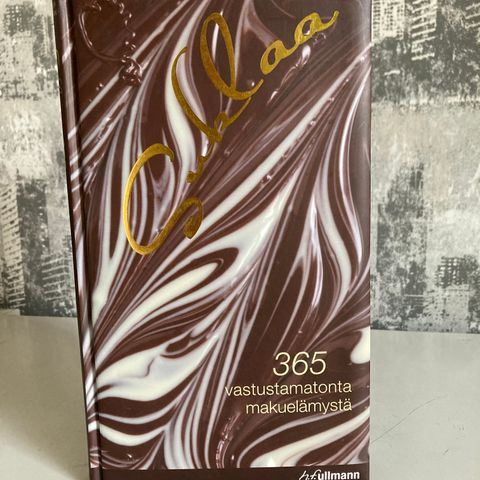 Suklaa
365
vastustamatonta
makuelämystä
h.f.ullmann